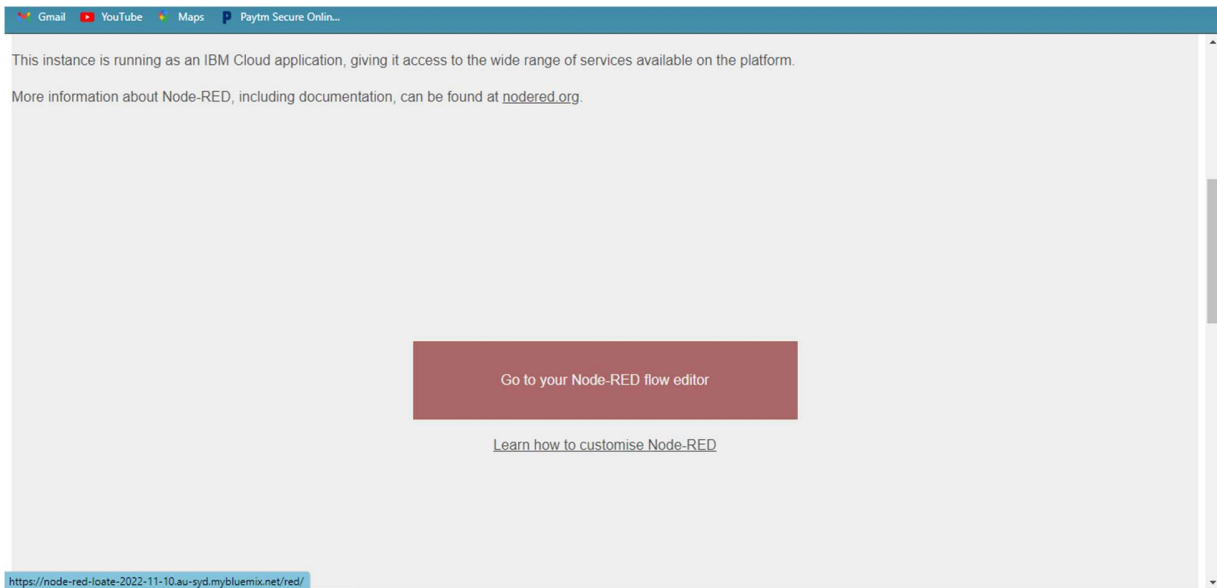 Gmail YouTube Maps Paytm Secure Onlin...
This instance is running as an IBM Cloud application, giving it access to the wide range of services available on the platform.
More information about Node-RED, including documentation, can be found at nodered.org.
Go to your Node-RED flow editor
Learn how to customise Node-RED
https://node-red-loate-2022-11-10.au-syd.mybluemix.net/red/